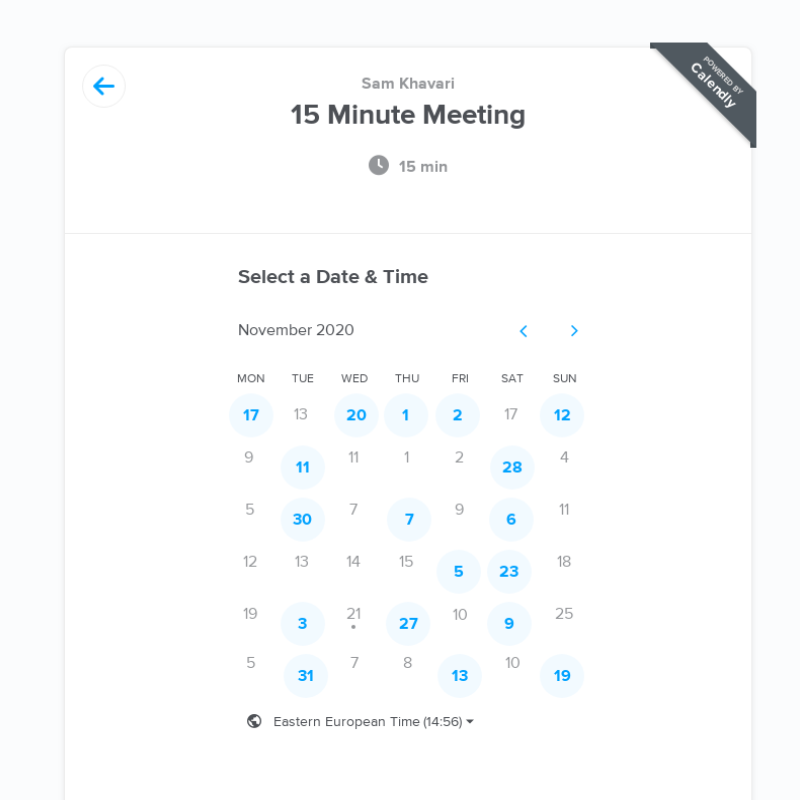 POWERED BY
Calendly
Sam Khavari
15 Minute Meeting
15 min
Select a Date & Time
November 2020
MON TUE WED THU FRI SAT SUN
17 13 20 1 2 17 12
9 11 11 1 2 28 4
5 30 7 7 9 6 11
12 13 14 15 5 23 18
19 3 21 27 10 9 25
5 31 7 8 13 10 19
Eastern European Time (14:56)